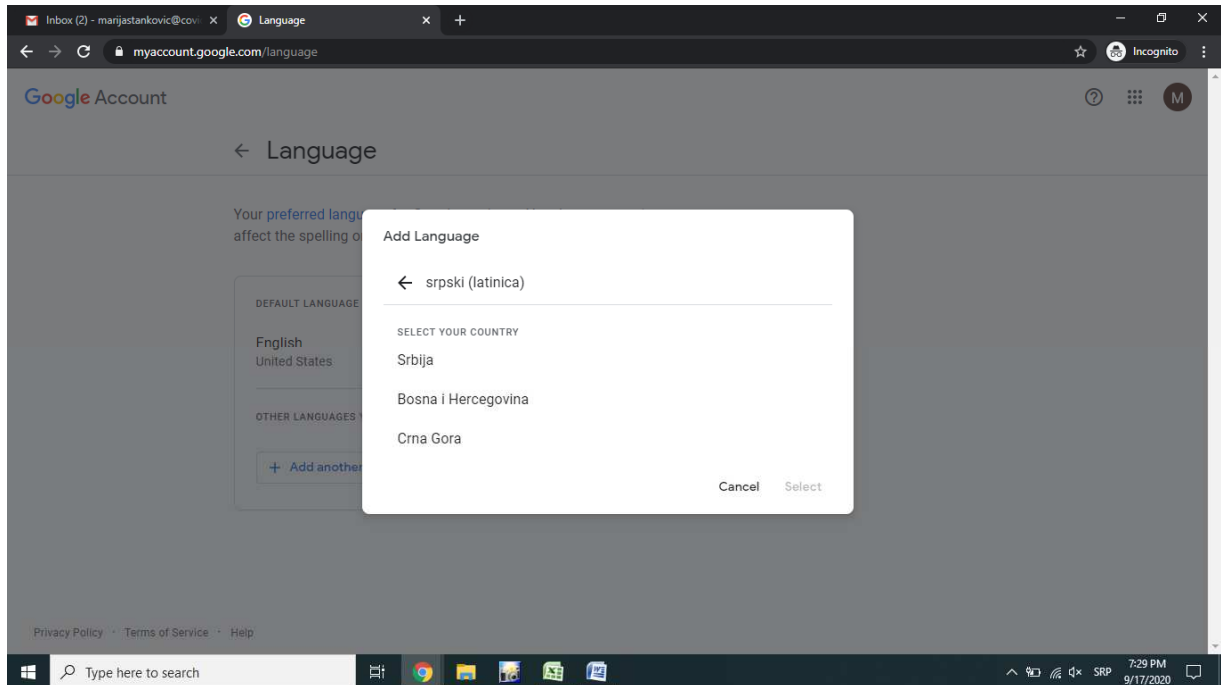 Inbox (2) - marijastankovic@covi
Language
myaccount.google.com/language
Incognito
Google Account
M
Language
Your preferred langu
affect the spelling o
Add Language
srpski (latinica)
DEFAULT LANGUAGE
English
United States
SELECT YOUR COUNTRY
Srbija
Bosna i Hercegovina
Crna Gora
OTHER LANGUAGES
+ Add another
Cancel Select
Privacy Policy · Terms of Service · Help
Type here to search
SRP
7:29 PM
9/17/2020